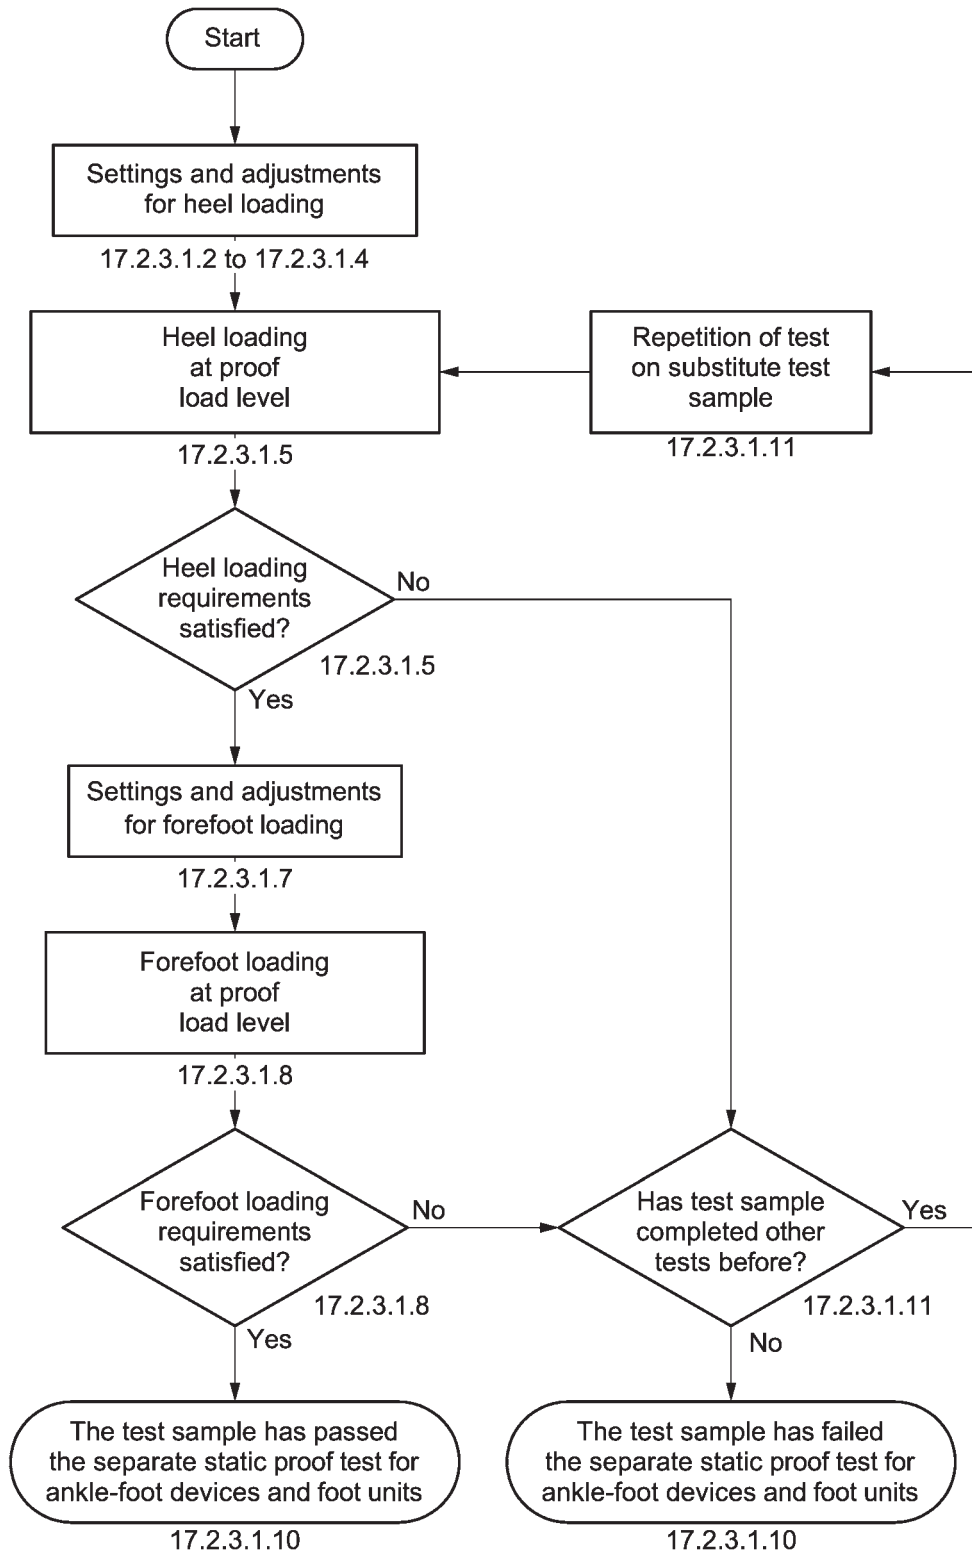 Start
Settings and adjustments
for heel loading
17.2.3.1.2 to 17.2.3.1.4
Heel loading
at proof
load level
17.2.3.1.5
Repetition of test
on substitute test
sample
17.2.3.1.11
Heel loading
requirements
satisfied?
No
17.2.3.1.5
Yes
Settings and adjustments
for forefoot loading
17.2.3.1.7
Forefoot loading
at proof
load level
17.2.3.1.8
Forefoot loading
requirements
satisfied?
No
17.2.3.1.8
Yes
Has test sample
completed other
tests before?
Yes
17.2.3.1.11
No
The test sample has passed
the separate static proof test for
ankle-foot devices and foot units
17.2.3.1.10
The test sample has failed
the separate static proof test for
ankle-foot devices and foot units
17.2.3.1.10